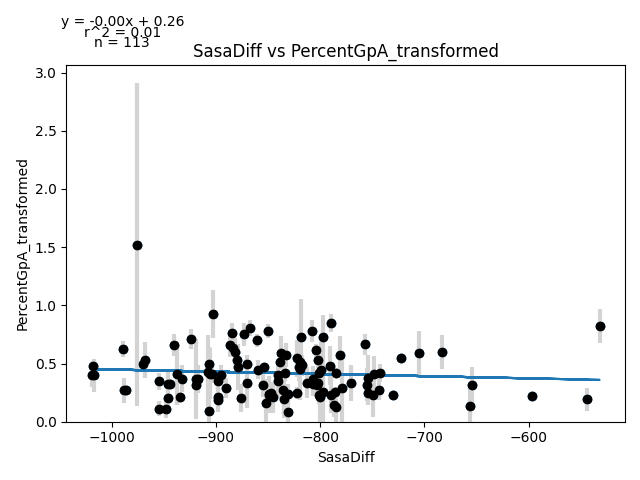 y = -0.00x + 0.26
r^2 = 0.01
n = 113
SasaDiff vs PercentGpA_transformed
PercentGpA_transformed
3.0
2.5
2.0
1.5
1.0
0.5
0.0
−1000 −900 −800 −700 −600
SasaDiff